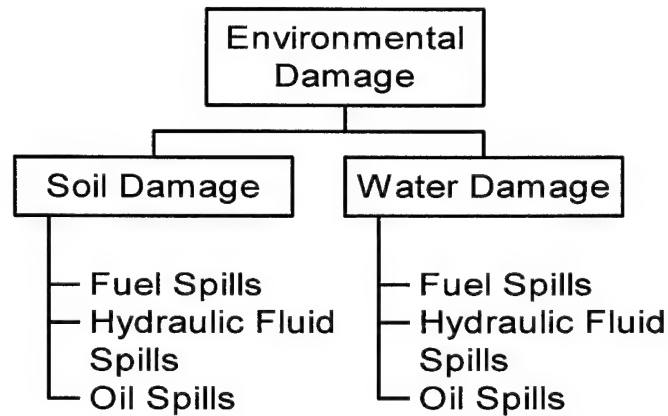 Environmental
Damage
Soil Damage
Water Damage
Fuel Spills
Hydraulic Fluid
Spills
Oil Spills
Fuel Spills
Hydraulic Fluid
Spills
Oil Spills